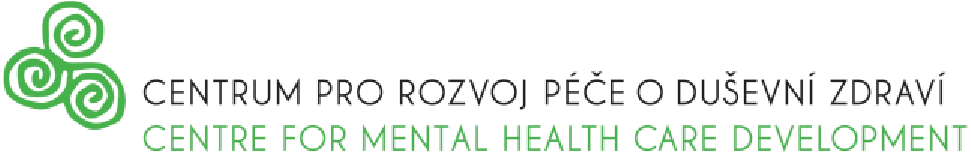 CENTRUM PRO ROZVOJ PÉČE O DUŠEVNÍ ZDRAVÍ
CENTRE FOR MENTAL HEALTH CARE DEVELOPMENT